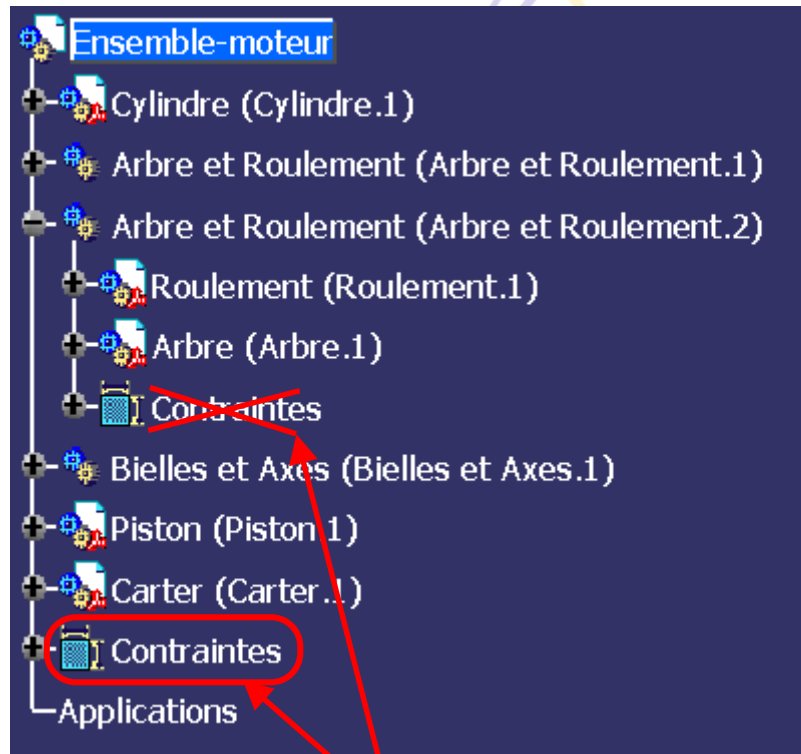 Ensemble-moteur
Cylindre (Cylindre.1)
Arbre et Roulement (Arbre et Roulement.1)
Arbre et Roulement (Arbre et Roulement.2)
Roulement (Roulement.1)
Arbre (Arbre.1)
Contraintes
Bielles et Axes (Bielles et Axes.1)
Piston (Piston.1)
Carter (Carter.1)
Contraintes
Applications